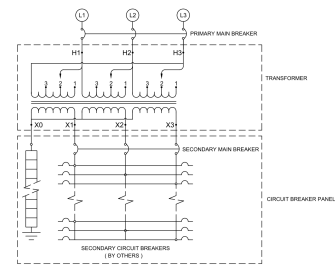 L1 L2 L3
PRIMARY MAIN BREAKER
H1 H2 H3
TRANSFORMER
3 2 1 3 2 1 3 2 1
X0 X1 X2 X3
SECONDARY MAIN BREAKER
CIRCUIT BREAKER PANEL
SECONDARY CIRCUIT BREAKERS
( BY OTHERS )